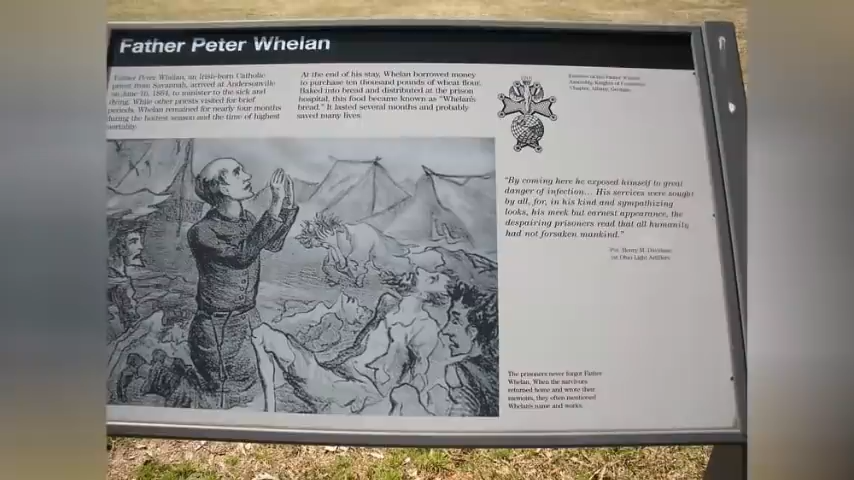 Father Peter Whelan
Father Peter Whelan, an Irish-born Catholic
priest from Savannah, arrived at Andersonville
on June 16, 1864, to minister to the sick and
dying. While other priests visited for brief
periods, Whelan remained for nearly four months
during the hottest season and the time of highest
mortality.
At the end of his stay, Whelan borrowed money
to purchase ten thousand pounds of wheat flour.
Baked into bread and distributed at the prison
hospital, this food became known as "Whelan's
bread." It lasted several months and probably
saved many lives.
"By coming here he exposed himself to great
danger of infection... His services were sought
by all, for, in his kind and sympathizing
looks, his meek but earnest appearance, the
despairing prisoners read that all humanity
had not forsaken mankind."
Pvt. Henry M.
Ohio Light Artillery
The prisoners never forgot Father
Whelan. When the survivors
returned home and wrote their
memoirs, they often mentioned
Whelan's name and works.